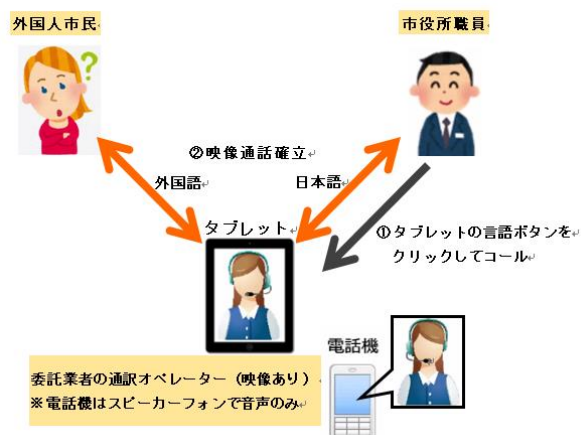 外国人市民
市役所職員
?
②映像通話確立
外国語
日本語
タブレット
①タブレットの言語ボタンを
クリックしてコール
電話機
委託業者の通訳オペレーター（映像あり）
※電話機はスピーカーフォンで音声のみ